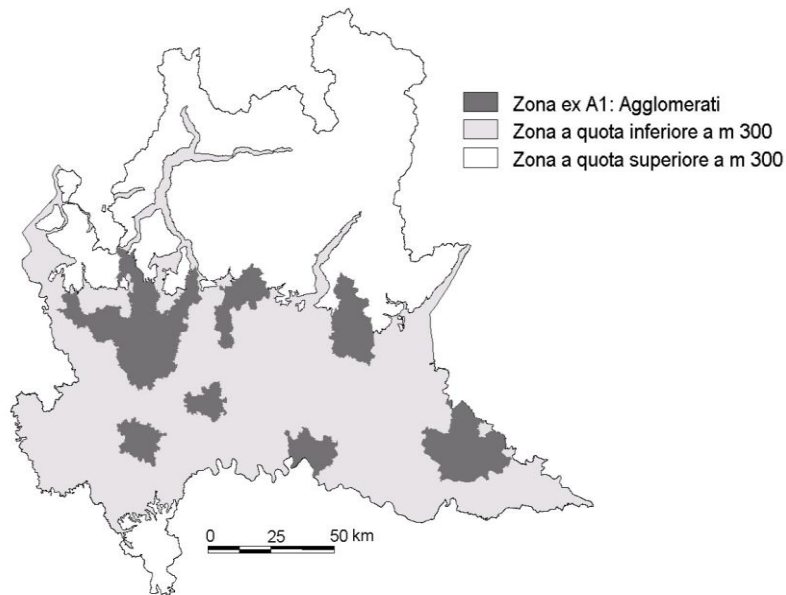 Zona ex A1: Agglomerati
Zona a quota inferiore a m 300
Zona a quota superiore a m 300
0 25 50 km